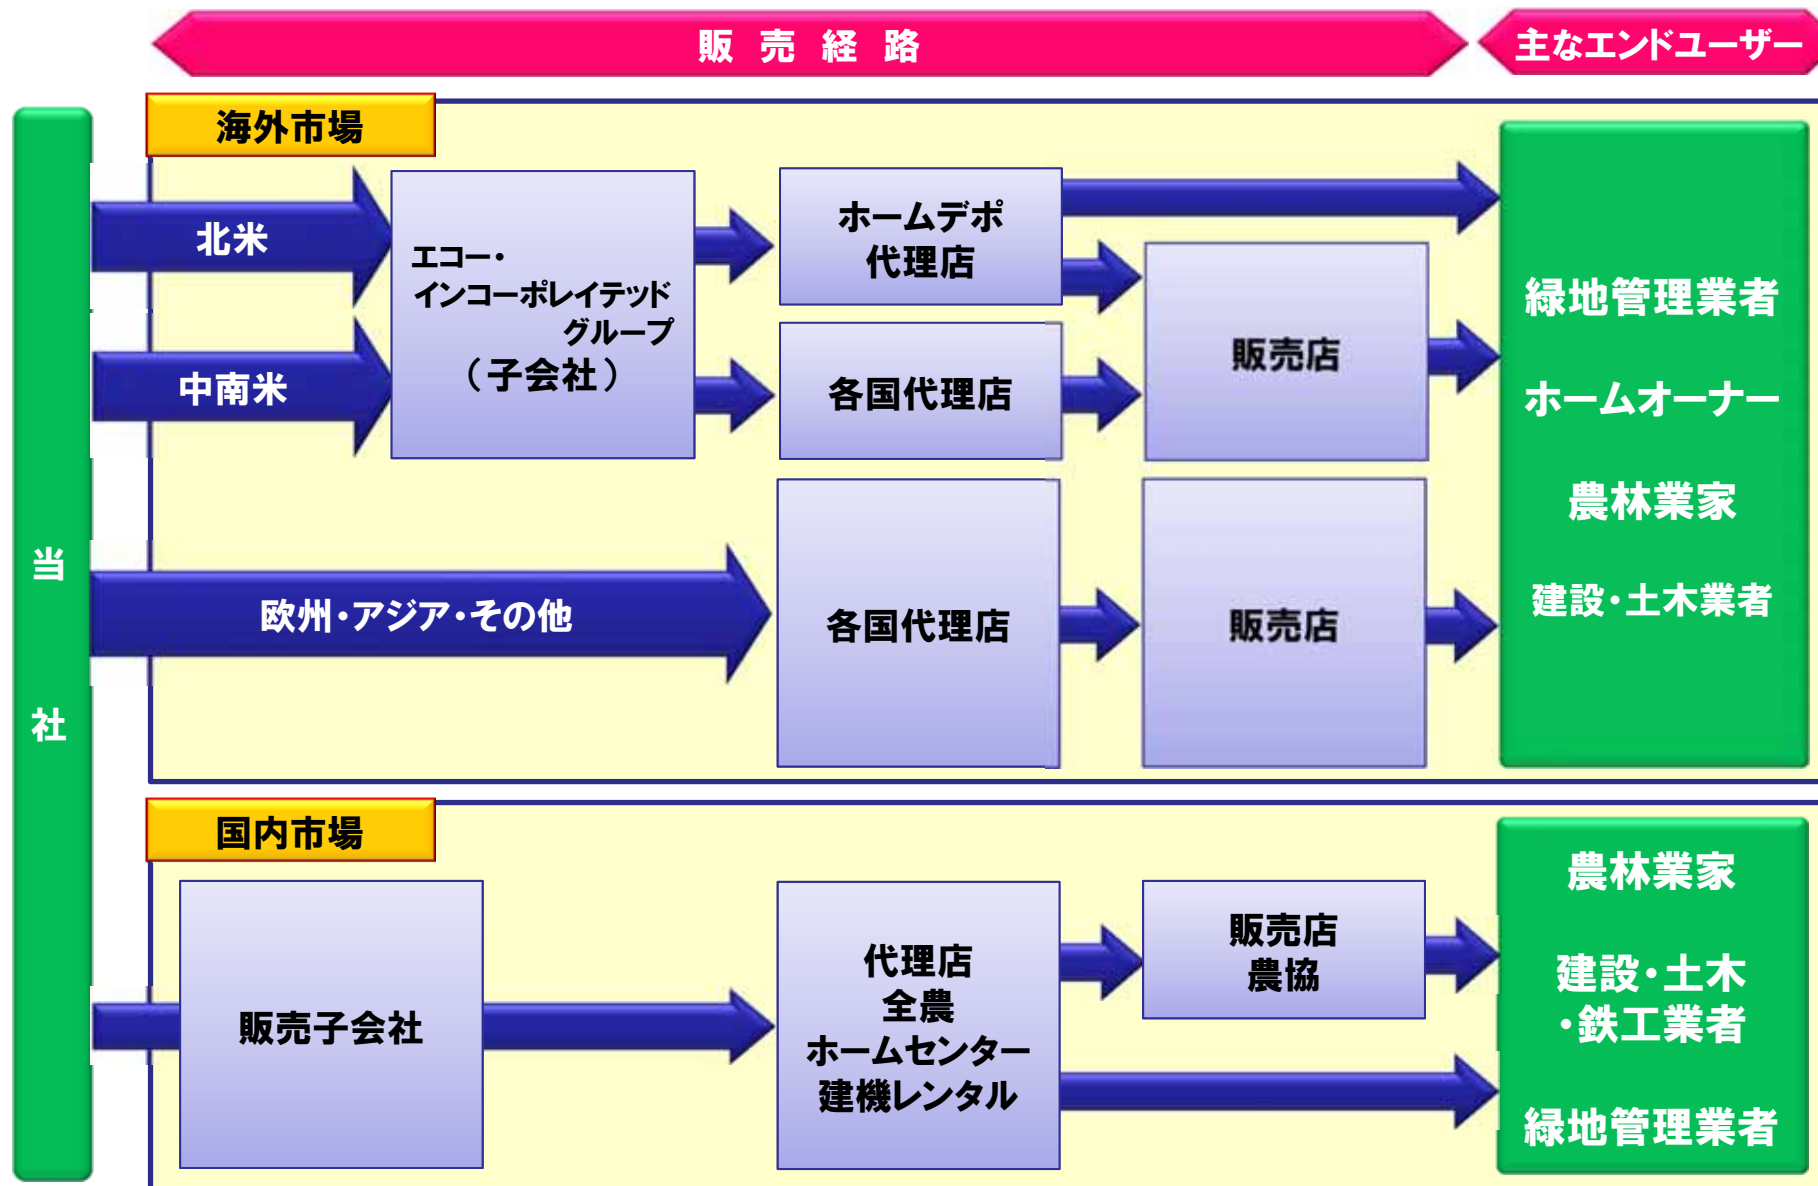 販売経路
主なエンドユーザー
当
社
海外市場
北米
中南米
エコー・
インコーポレイテッド
グループ
（子会社）
ホームデポ
代理店
各国代理店
販売店
欧州・アジア・その他
各国代理店
販売店
緑地管理業者
ホームオーナー
農林業家
建設・土木業者
国内市場
販売子会社
代理店
全農
ホームセンター
建機レンタル
販売店
農協
農林業家
建設・土木
・鉄工業者
緑地管理業者